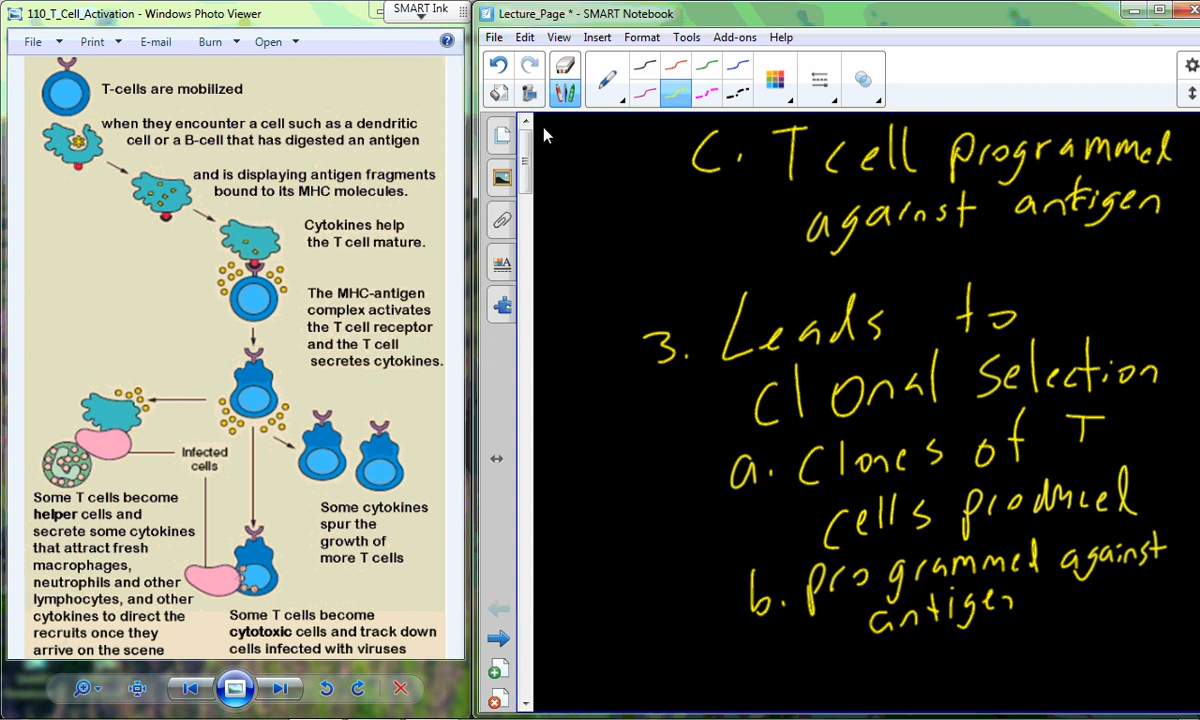 110_T_Cell_Activation - Windows Photo Viewer
SMART Ink
File Print E-mail Burn Open
T-cells are mobilized
when they encounter a cell such as a dendritic
cell or a B-cell that has digested an antigen
and is displaying antigen fragments
bound to its MHC molecules.
Cytokines help
the T cell mature.
The MHC-antigen
complex activates
the T cell receptor
and the T cell
secretes cytokines.
Infected
cells
Some T cells become
helper cells and
secrete some cytokines
that attract fresh
macrophages,
neutrophils and other
lymphocytes, and other
cytokines to direct the
recruits once they
arrive on the scene
Some cytokines
spur the
growth of
more T cells
Some T cells become
cytotoxic cells and track down
cells infected with viruses
Lecture_Page * - SMART Notebook
File Edit View Insert Format Tools Add-ons Help
C. T cell programmed
against antigen
3. Leads to
clonal selection
a. clones of T
cells produced
b. programmed against
antigen